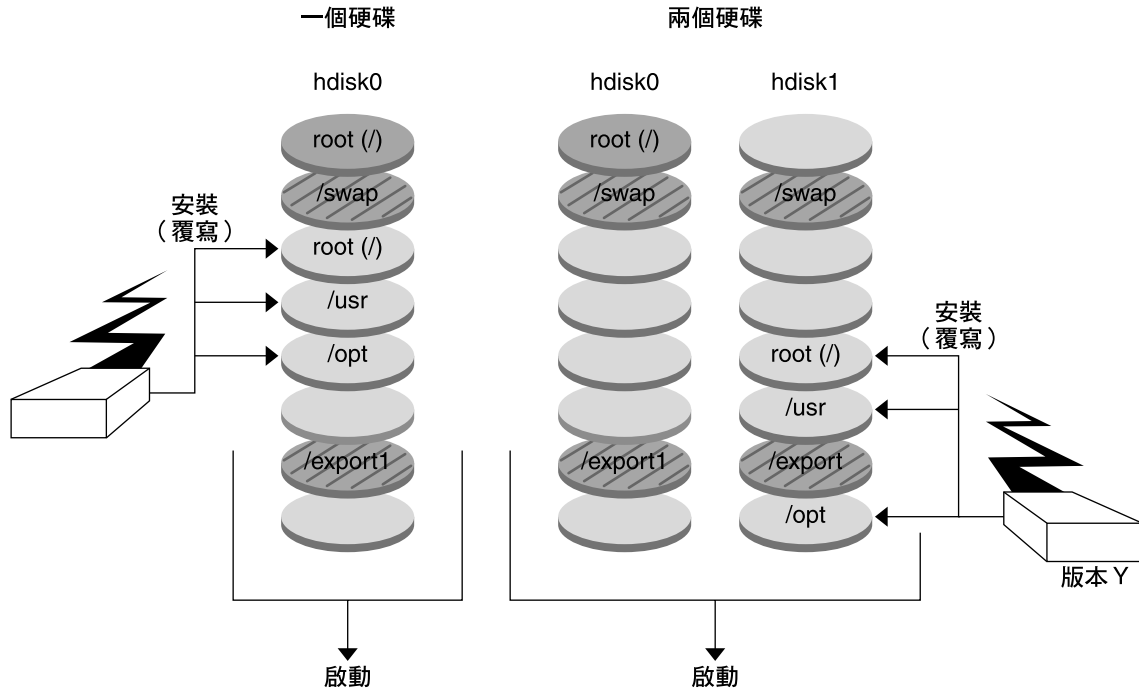 一個硬碟
兩個硬碟
hdisk0
hdisk0
hdisk1
root (/)
/swap
root (/)
/usr
/opt
/export1
安裝
（覆寫）
root (/)
/swap
/export1
/swap
root (/)
/usr
/export
/opt
安裝
（覆寫）
版本 Y
啟動
啟動